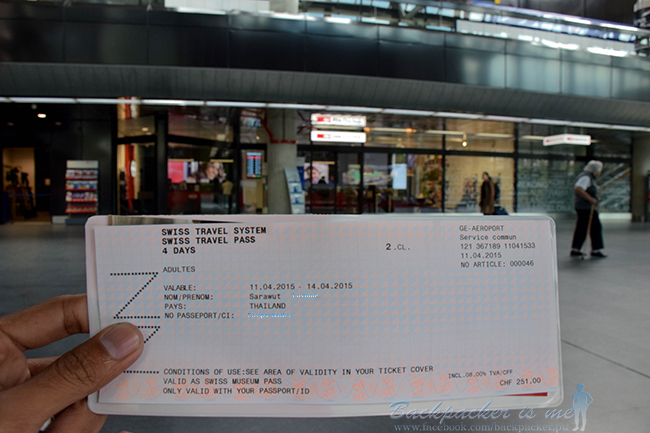 SWISS TRAVEL SYSTEM
SWISS TRAVEL PASS
4 DAYS
2.CL.
GE-AEROPORT
Service commun
121 367189 11041533
11.04.2015
NO ARTICLE: 000046
ADULTES
VALABLE: 11.04.2015 - 14.04.2015
NOM/PRENOM: Sarawut
PAYS: THAILAND
NO PASSEPORT/CI:
CONDITIONS OF USE:SEE AREA OF VALIDITY IN YOUR TICKET COVER
VALID AS SWISS MUSEUM PASS
ONLY VALID WITH YOUR PASSPORT/ID
INCL.08.00% TVA/CFF
CHF 251.00
Backpacker is me